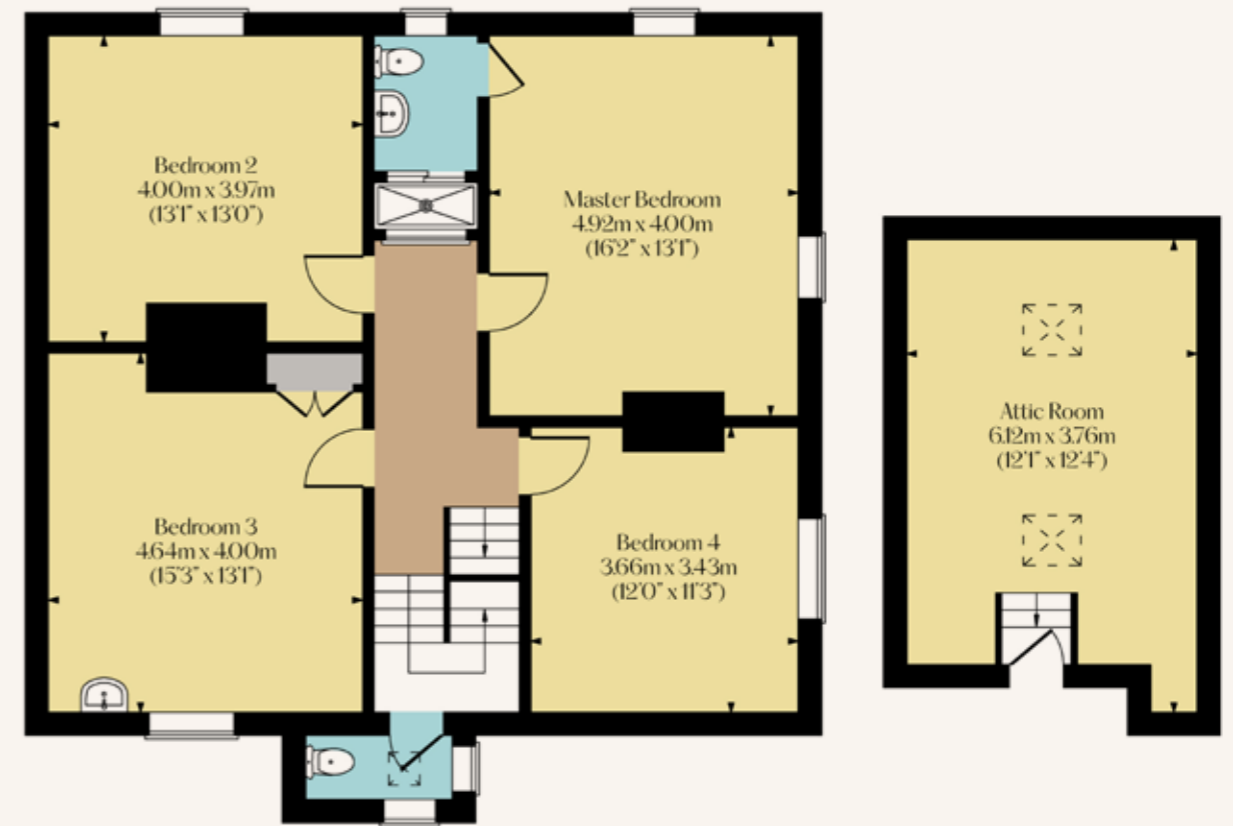 Bedroom 2
4.00m x 3.97m
(13'1" x 13'0")
Master Bedroom
4.92m x 4.00m
(16'2" x 13'1")
Attic Room
6.12m x 3.76m
(12'1" x 12'4")
Bedroom 3
4.64m x 4.00m
(15'3" x 13'1")
Bedroom 4
3.66m x 3.43m
(12'0" x 11'3")